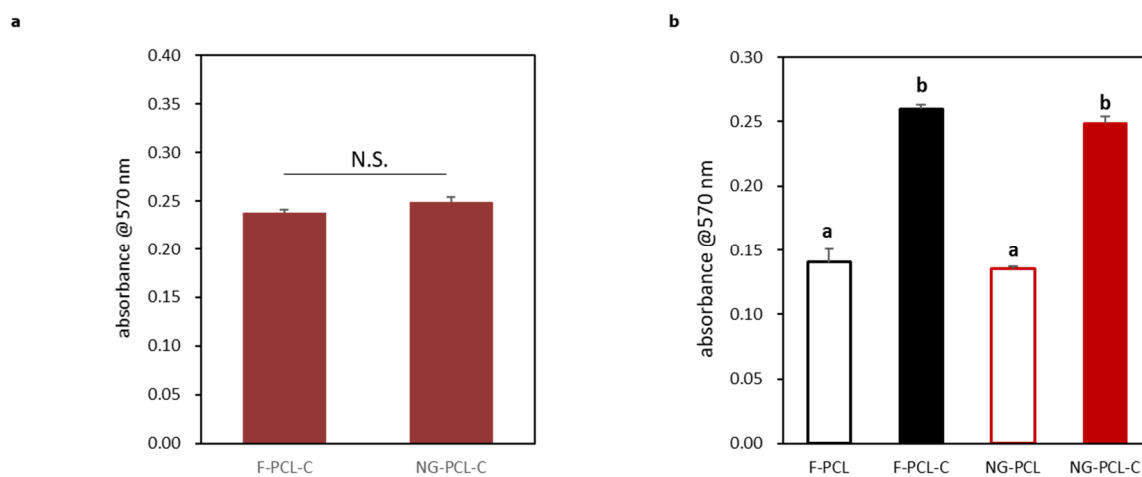 a
absorbance @570 nm
0.40
0.35
0.30
0.25
0.20
0.15
0.10
0.05
0.00
N.S.
F-PCL-C NG-PCL-C
b
absorbance @570 nm
0.30
0.25
0.20
0.15
0.10
0.05
0.00
a
b
a
b
F-PCL F-PCL-C NG-PCL NG-PCL-C